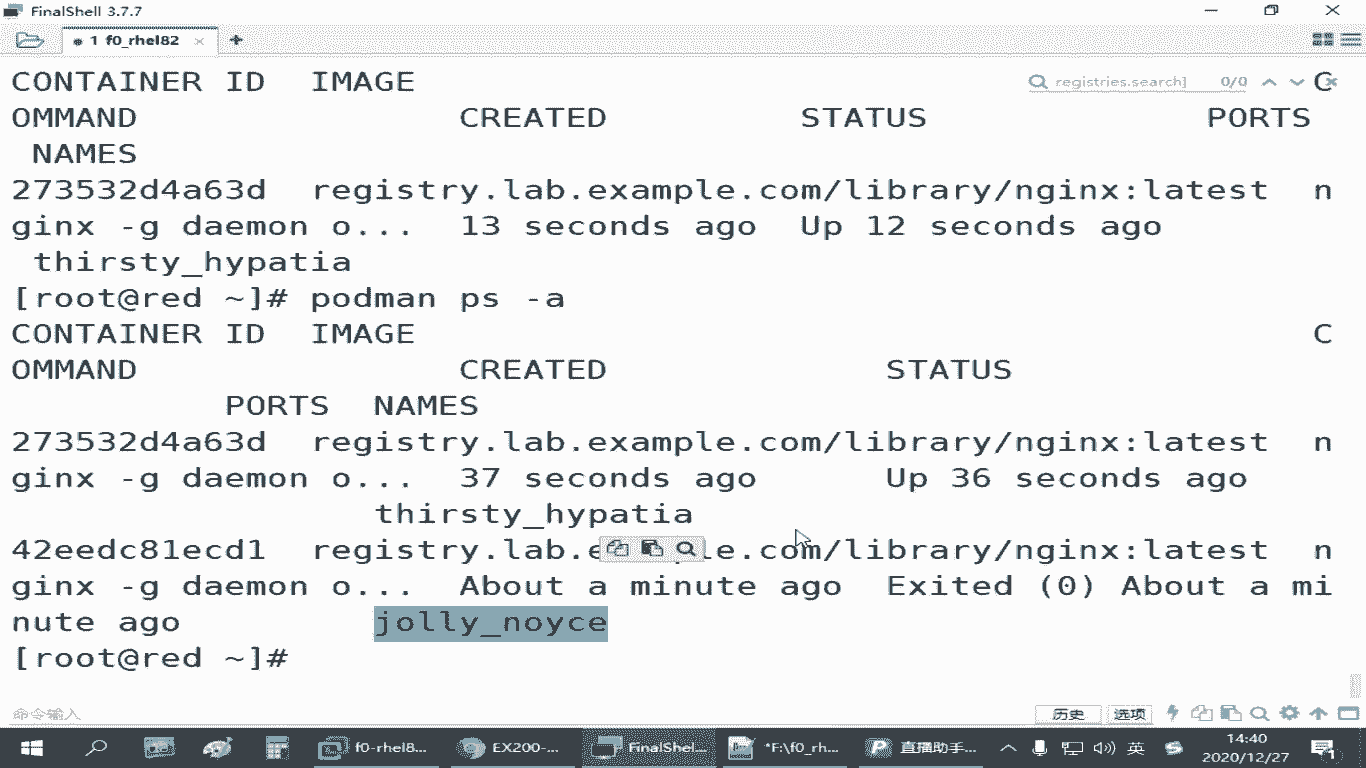 FinalShell 3.7.7
1 f0_rhel82
CONTAINER ID IMAGE C
registries.search] 0/0
OMMAND CREATED STATUS PORTS
NAMES
273532d4a63d registry.lab.example.com/library/nginx:latest n
ginx -g daemon o... 13 seconds ago Up 12 seconds ago
thirsty_hypatia
[root@red ~]# podman ps -a
CONTAINER ID IMAGE C
OMMAND CREATED STATUS
PORTS NAMES
273532d4a63d registry.lab.example.com/library/nginx:latest n
ginx -g daemon o... 37 seconds ago Up 36 seconds ago
thirsty_hypatia
42eedc81ecd1 registry.lab.e le.com/library/nginx:latest n
ginx -g daemon o... About a minute ago Exited (0) About a mi
nute ago jolly_noyce
[root@red ~]#
命令输入 历史 选项
f0-rhel8... EX200-... FinalShel... *F:\f0_rh... 直播助手... 英 14:40
2020/12/27